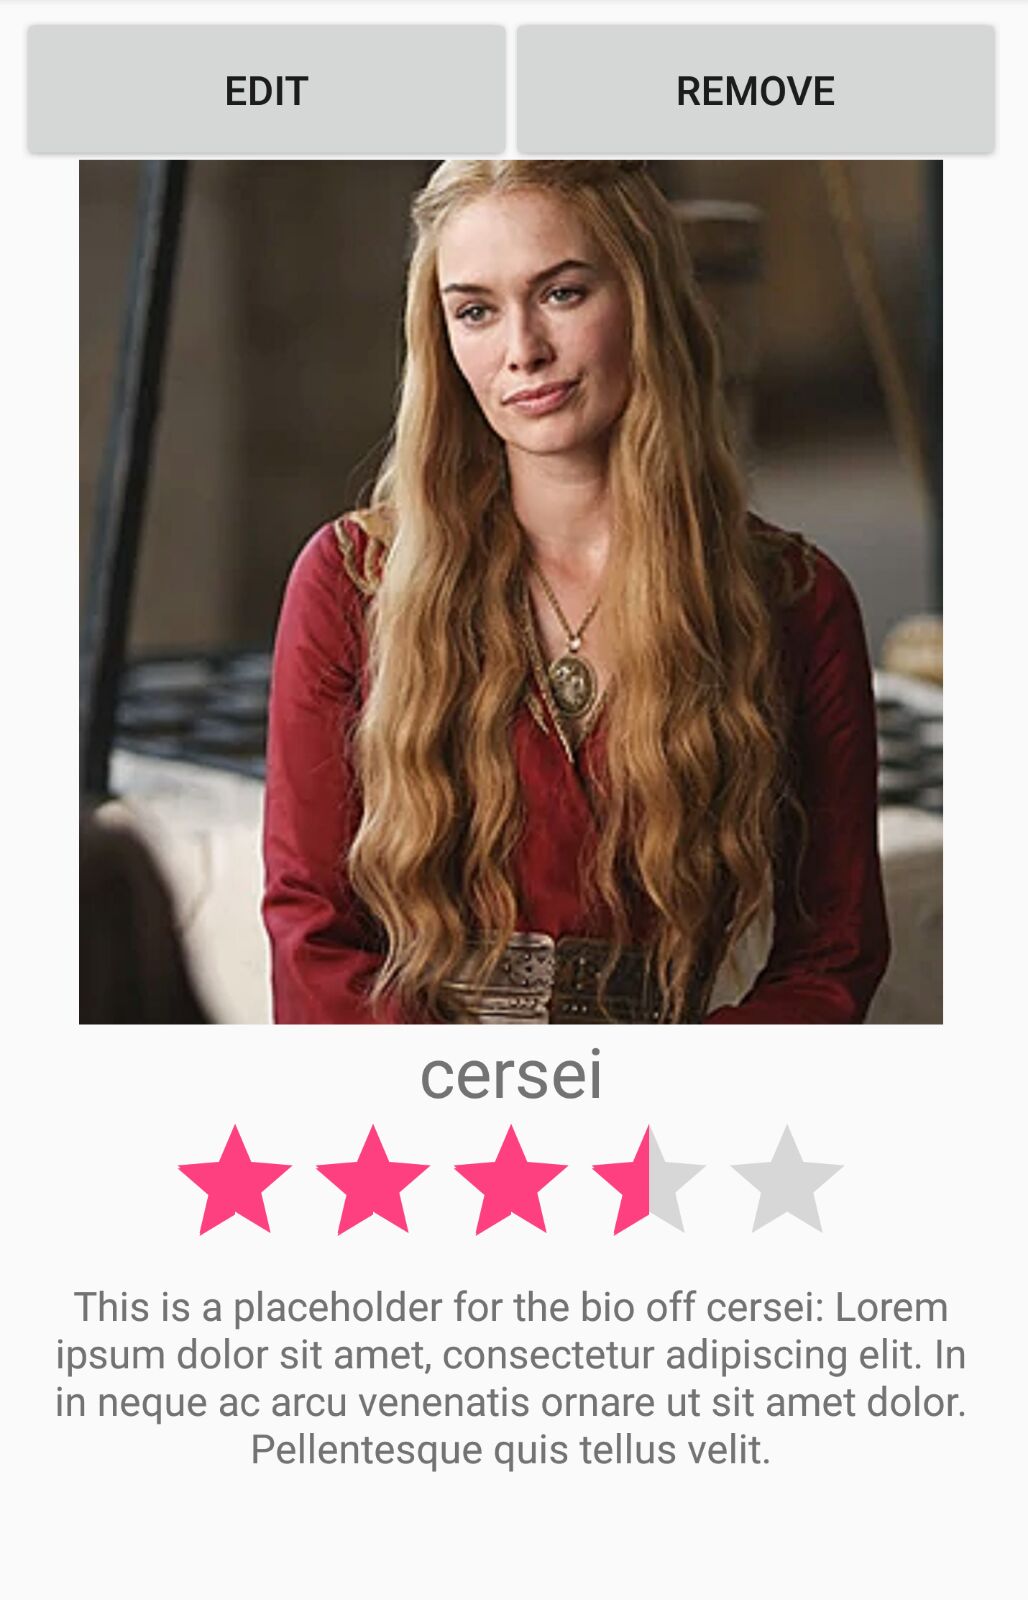 EDIT
REMOVE
cersei
This is a placeholder for the bio off cersei: Lorem
ipsum dolor sit amet, consectetur adipiscing elit. In
in neque ac arcu venenatis ornare ut sit amet dolor.
Pellentesque quis tellus velit.